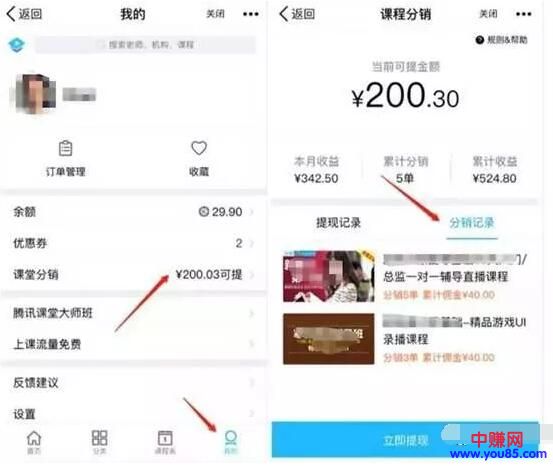 返回
我的
关闭
搜索老师、机构、课程
订单管理
收藏
余额
29.90
优惠券
2
课堂分销
¥200.03可提
腾讯课堂大师班
上课流量免费
反馈建议
设置
首页
分类
课程表
我的
返回
课程分销
关闭
规则&帮助
当前可提金额
¥200.30
本月收益
累计分销
累计收益
¥342.50
5单
¥524.80
提现记录
分销记录
门/
总监一对一辅导直播课程
分销5单 累计佣金¥40.00
基础-精品游戏UI
录播课程
分销3单 累计佣金¥40.00
立即提现
中赚网
www.you85.com